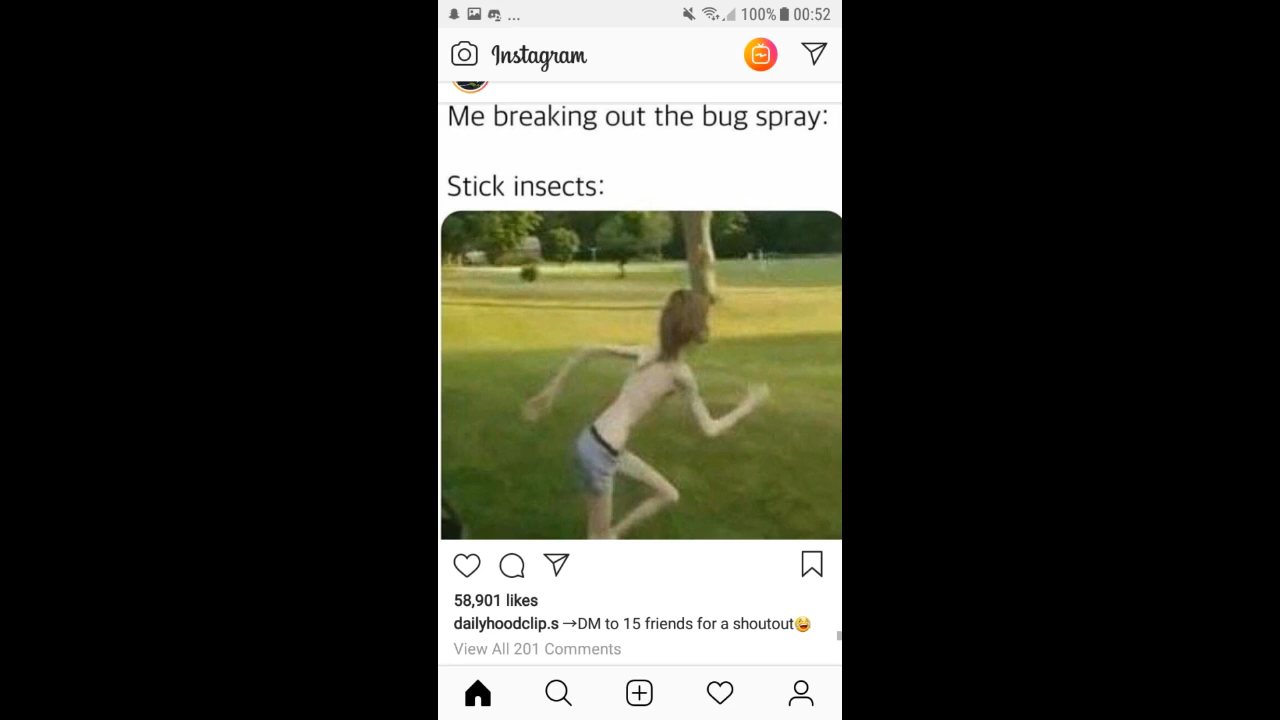 ... 100% 00:52
Instagram
Me breaking out the bug spray:
Stick insects:
58,901 likes
dailyhoodclip.s →DM to 15 friends for a shoutout😅
View All 201 Comments